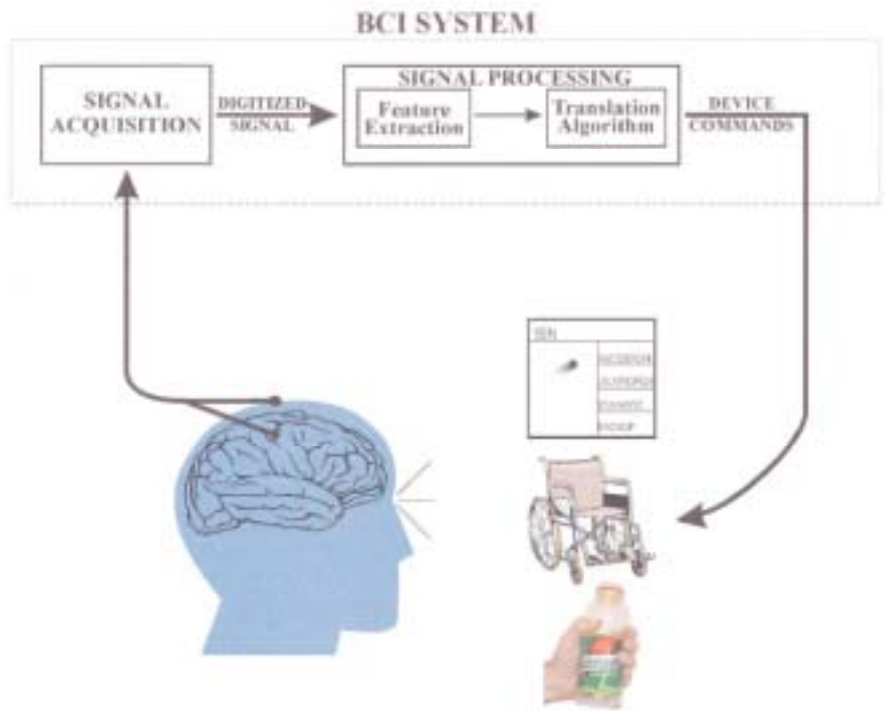 BCI SYSTEM
SIGNAL
ACQUISITION
DIGITIZED
SIGNAL
SIGNAL PROCESSING
Feature
Extraction
Translation
Algorithm
DEVICE
COMMANDS